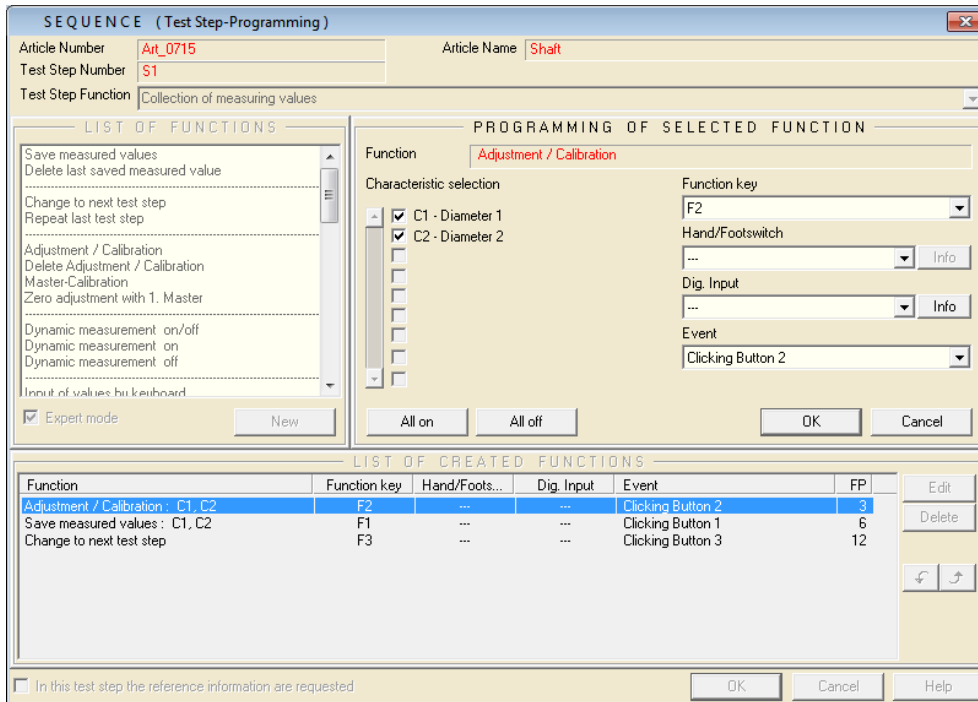 SEQUENCE (Test Step-Programming)
Article Number Art_0715 Article Name Shaft
Test Step Number S1
Test Step Function Collection of measuring values
LIST OF FUNCTIONS
Save measured values
Delete last saved measured value
Change to next test step
Repeat last test step
Adjustment / Calibration
Delete Adjustment / Calibration
Master-Calibration
Zero adjustment with 1. Master
Dynamic measurement on/off
Dynamic measurement on
Dynamic measurement off
Input of values by keyboard
Expert mode New
PROGRAMMING OF SELECTED FUNCTION
Function Adjustment / Calibration
Characteristic selection
C1 - Diameter 1
C2 - Diameter 2
Function key
F2
Hand/Footswitch
--- Info
Dig. Input
--- Info
Event
Clicking Button 2
All on All off OK Cancel
LIST OF CREATED FUNCTIONS
Function Function key Hand/Foots... Dig. Input Event FP
Adjustment / Calibration : C1, C2 F2 --- --- Clicking Button 2 3
Save measured values : C1, C2 F1 --- --- Clicking Button 1 6
Change to next test step F3 --- --- Clicking Button 3 12
Edit
Delete
In this test step the reference information are requested OK Cancel Help